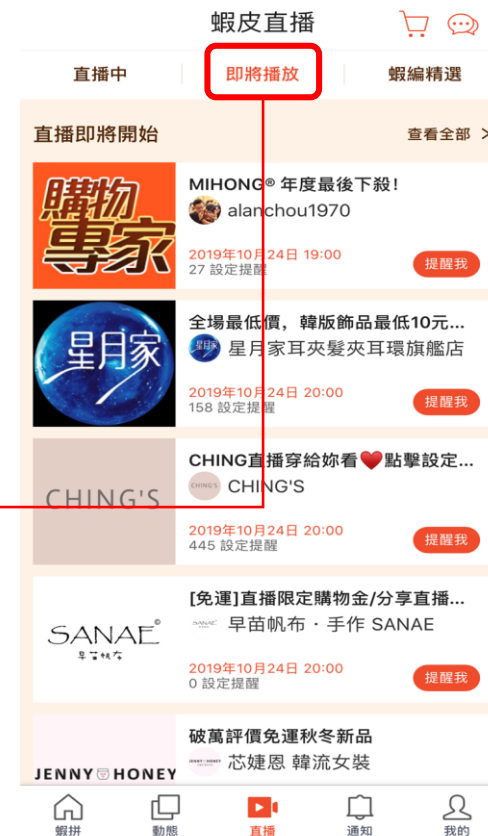 蝦皮直播
直播中
即將播放
蝦編精選
直播即將開始
查看全部
購物
專家
MIHONG® 年度最後下殺!
alanchou1970
2019年10月24日 19:00
27 設定提醒
提醒我
星月家
全場最低價，韓版飾品最低10元...
星月家耳夾髮夾耳環旗艦店
2019年10月24日 20:00
158 設定提醒
提醒我
CHING'S
CHING直播穿給妳看❤️點擊設定...
CHING'S
CHING'S
2019年10月24日 20:00
445 設定提醒
提醒我
SANAE©
早苗帆布
[免運]直播限定購物金/分享直播...
早苗帆布・手作 SANAE
2019年10月24日 20:00
0 設定提醒
提醒我
JENNY HONEY
破萬評價免運秋冬新品
芯婕恩 韓流女裝
蝦拼
動態
直播
通知
我的